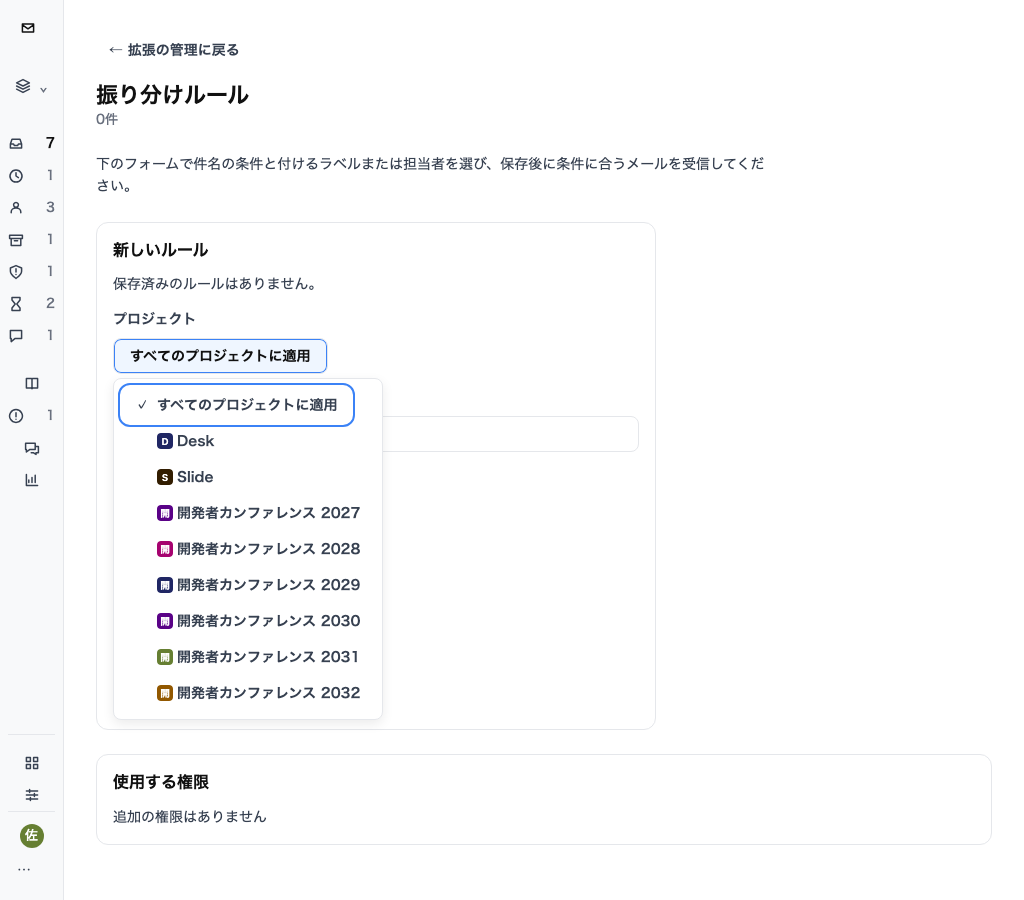 ← 拡張の管理に戻る
振り分けルール
0件
下のフォームで件名の条件と付けるラベルまたは担当者を選び、保存後に条件に合うメールを受信してくだ
さい。
7
1
3
1
1
2
1
1
新しいルール
保存済みのルールはありません。
プロジェクト
すべてのプロジェクトに適用
✓ すべてのプロジェクトに適用
D Desk
S Slide
開 開発者カンファレンス 2027
開 開発者カンファレンス 2028
開 開発者カンファレンス 2029
開 開発者カンファレンス 2030
開 開発者カンファレンス 2031
開 開発者カンファレンス 2032
使用する権限
追加の権限はありません
佐
…